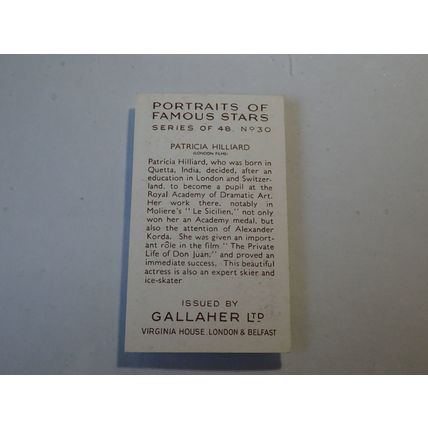 PORTRAITS OF
FAMOUS STARS
SERIES OF 48. Nº 30
PATRICIA HILLIARD
(LONDON FILMS)
Patricia Hilliard, who was born in
Quetta, India, decided, after an
education in London and Switzer-
land, to become a pupil at the
Royal Academy of Dramatic Art.
Her work there, notably in
Moliere's "Le Sicilien," not only
won her an Academy medal, but
also the attention of Alexander
Korda. She was given an import-
ant rôle in the film "The Private
Life of Don Juan," and proved an
immediate success. This beautiful
actress is also an expert skier and
ice-skater
ISSUED BY
GALLAHER LTD
VIRGINIA HOUSE. LONDON & BELFAST